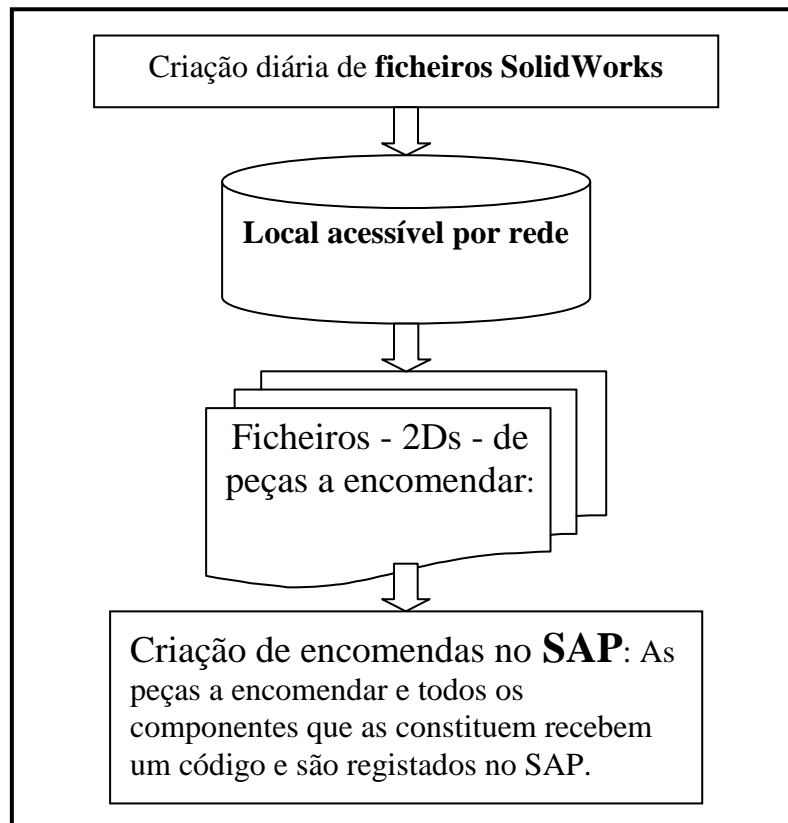 Criação diária de ficheiros SolidWorks
Local acessível por rede
Ficheiros - 2Ds - de
peças a encomendar:
Criação de encomendas no SAP: As
peças a encomendar e todos os
componentes que as constituem recebem
um código e são registados no SAP.